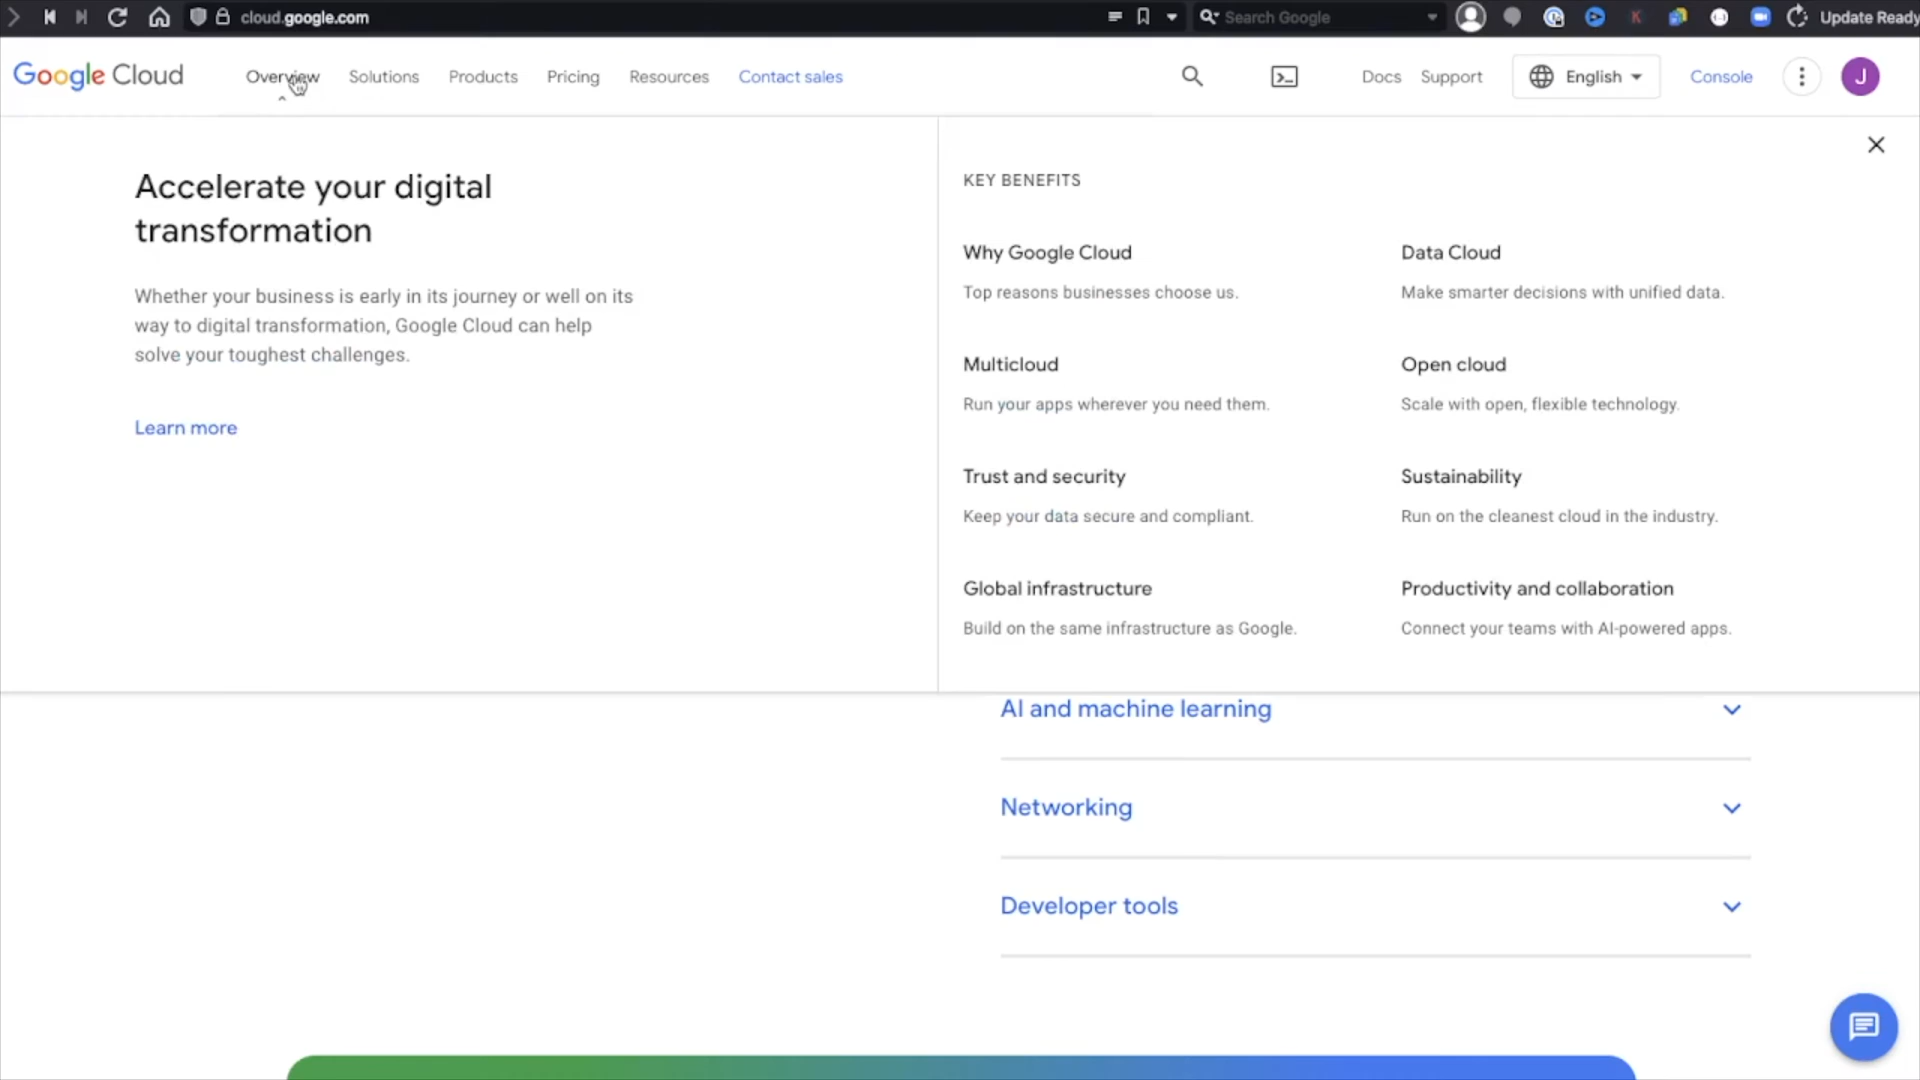 cloud.google.com
Search Google
Update Ready
Google Cloud
Overview
Solutions
Products
Pricing
Resources
Contact sales
Docs
Support
English
Console
J
Accelerate your digital
transformation
Whether your business is early in its journey or well on its
way to digital transformation, Google Cloud can help
solve your toughest challenges.
Learn more
KEY BENEFITS
Why Google Cloud
Top reasons businesses choose us.
Data Cloud
Make smarter decisions with unified data.
Multicloud
Run your apps wherever you need them.
Open cloud
Scale with open, flexible technology.
Trust and security
Keep your data secure and compliant.
Sustainability
Run on the cleanest cloud in the industry.
Global infrastructure
Build on the same infrastructure as Google.
Productivity and collaboration
Connect your teams with AI-powered apps.
AI and machine learning
Networking
Developer tools